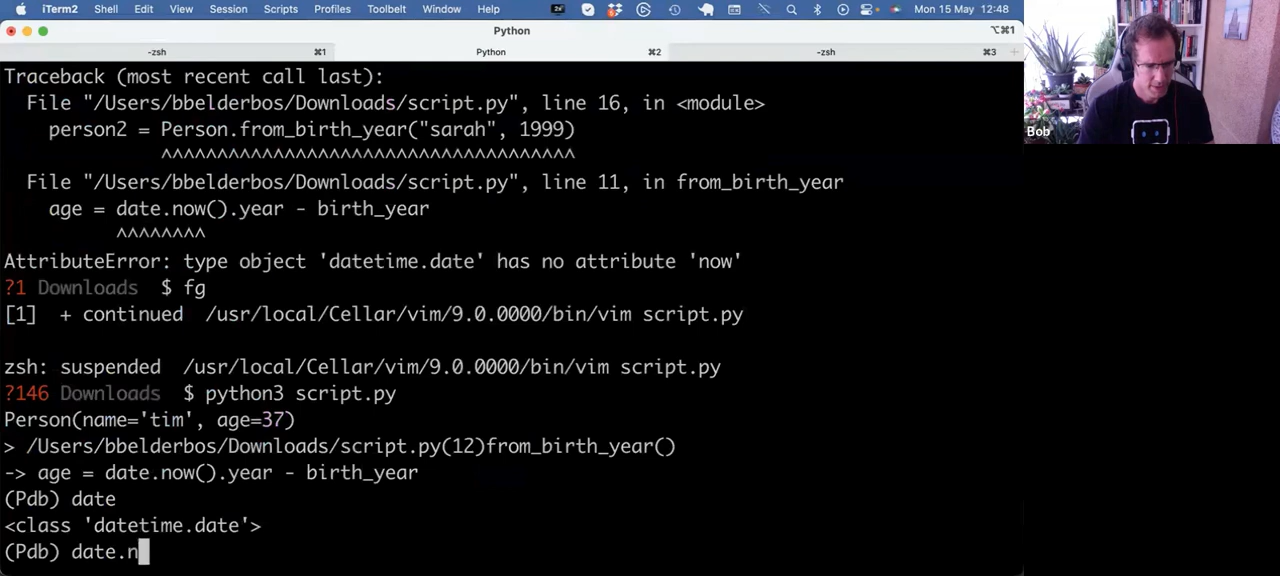 iTerm2 Shell Edit View Session Scripts Profiles Toolbelt Window Help Mon 15 May 12:48
Python ⌥⌘1
-zsh ⌘1 Python ⌘2 -zsh ⌘3
Traceback (most recent call last):
  File "/Users/bbelderbos/Downloads/script.py", line 16, in <module>
    person2 = Person.from_birth_year("sarah", 1999)
              ^^^^^^^^^^^^^^^^^^^^^^^^^^^^^^^^^^^^^
  File "/Users/bbelderbos/Downloads/script.py", line 11, in from_birth_year
    age = date.now().year - birth_year
          ^^^^^^^^
AttributeError: type object 'datetime.date' has no attribute 'now'
?1 Downloads $ fg
[1]  + continued  /usr/local/Cellar/vim/9.0.0000/bin/vim script.py
zsh: suspended  /usr/local/Cellar/vim/9.0.0000/bin/vim script.py
?146 Downloads $ python3 script.py
Person(name='tim', age=37)
> /Users/bbelderbos/Downloads/script.py(12)from_birth_year()
-> age = date.now().year - birth_year
(Pdb) date
<class 'datetime.date'>
(Pdb) date.n
Bob